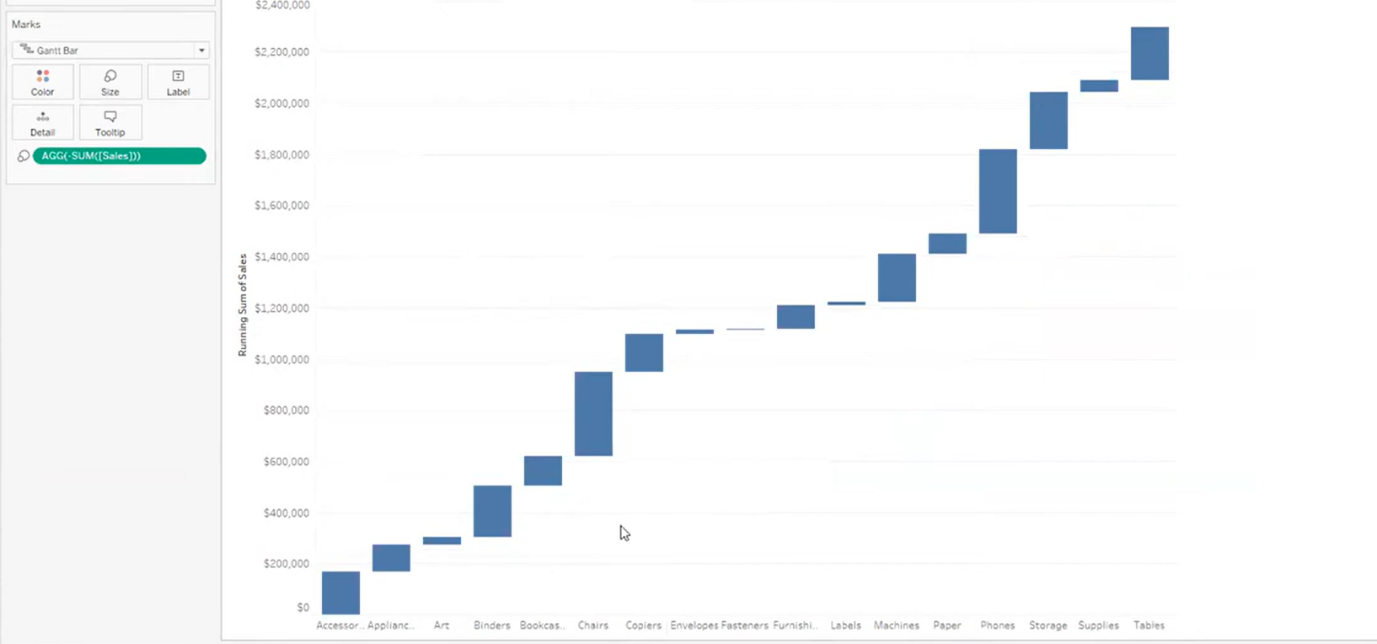 Marks
Gantt Bar
Color
Size
Label
Detail
Tooltip
AGG(-SUM([Sales]))
Running Sum of Sales
$2,400,000
$2,200,000
$2,000,000
$1,800,000
$1,600,000
$1,400,000
$1,200,000
$1,000,000
$800,000
$600,000
$400,000
$200,000
$0
Accessor.. Applianc.. Art Binders Bookcas.. Chairs Copiers Envelopes Fasteners Furnishi.. Labels Machines Paper Phones Storage Supplies Tables